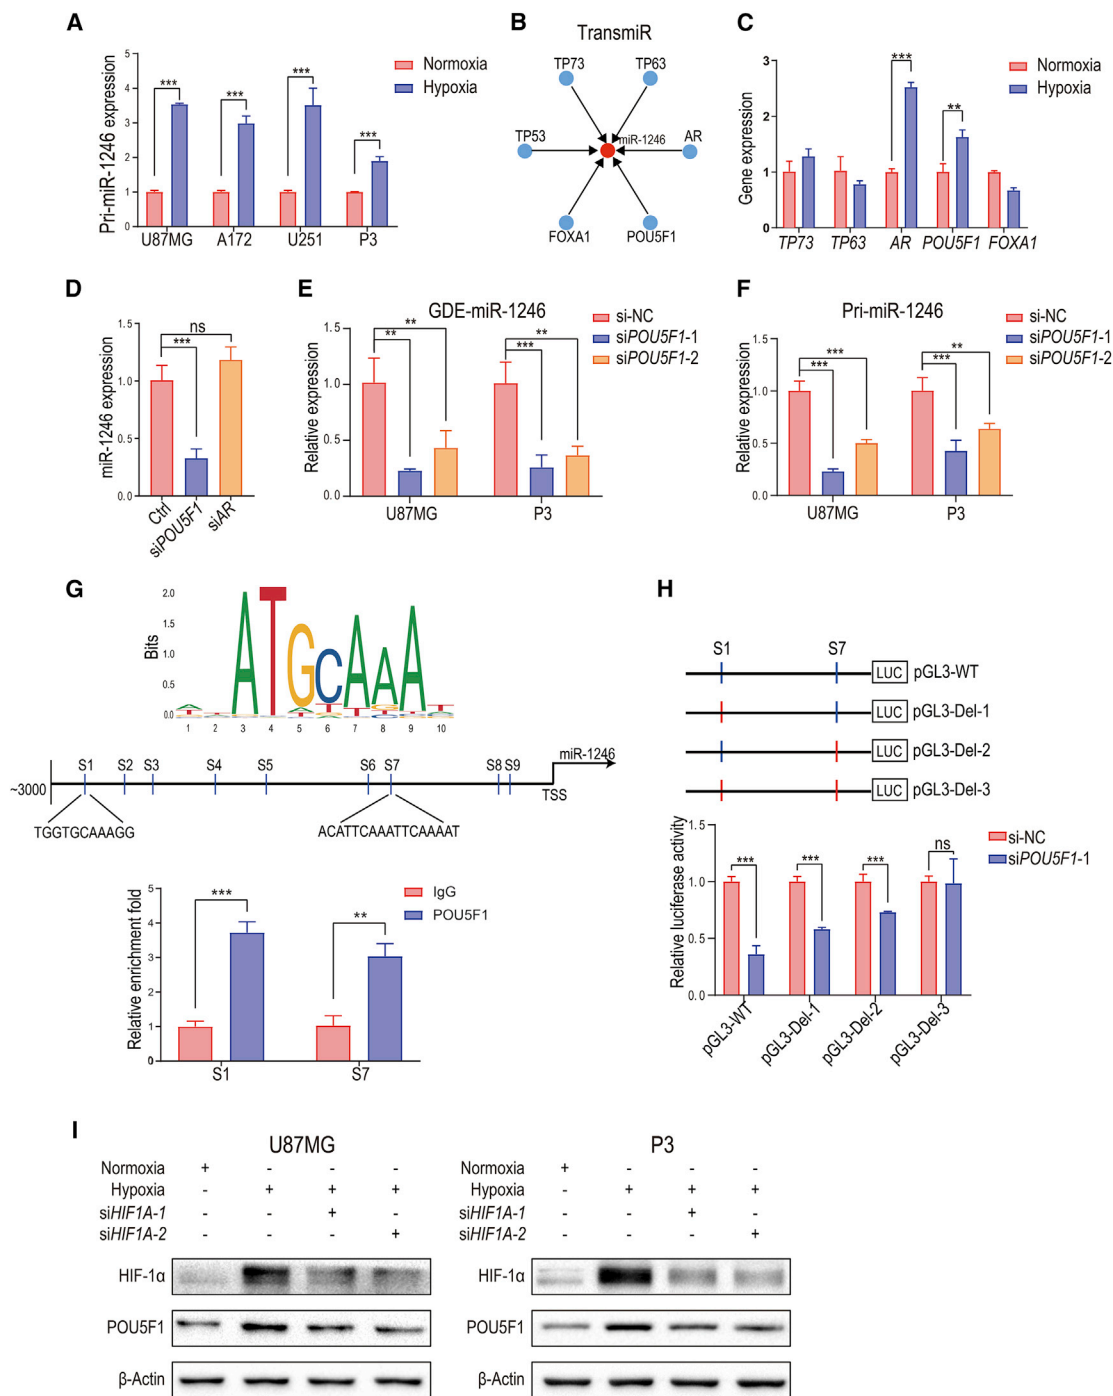 A
Pri-miR-1246 expression
5
4
3
2
1
0
***
***
***
***
Normoxia
Hypoxia
U87MG A172 U251 P3
B
TransmiR
TP73 TP63
TP53 miR-1246 AR
FOXA1 POU5F1
C
Gene expression
3
2
1
0
***
**
Normoxia
Hypoxia
TP73 TP63 AR POU5F1 FOXA1
D
miR-1246 expression
1.5
1.0
0.5
0.0
ns
***
Ctrl
siPOU5F1
siAR
E
GDE-miR-1246
Relative expression
1.5
1.0
0.5
0.0
**
**
**
***
si-NC
siPOU5F1-1
siPOU5F1-2
U87MG P3
F
Pri-miR-1246
Relative expression
1.5
1.0
0.5
0.0
***
***
**
***
si-NC
siPOU5F1-1
siPOU5F1-2
U87MG P3
G
Bits
2.0
1.5
1.0
0.5
0.0
ATGCAAA
1 2 3 4 5 6 7 8 9 10
miR-1246
S1 S2 S3 S4 S5 S6 S7 S8 S9
~3000
TSS
TGGTGCAAAGG
ACATTCAAATTCAAAAT
Relative enrichment fold
5
4
3
2
1
0
***
**
IgG
POU5F1
S1 S7
H
S1 S7
LUC pGL3-WT
LUC pGL3-Del-1
LUC pGL3-Del-2
LUC pGL3-Del-3
Relative luciferase activity
1.5
1.0
0.5
0.0
***
***
***
ns
si-NC
siPOU5F1-1
pGL3-WT
pGL3-Del-1
pGL3-Del-2
pGL3-Del-3
I
U87MG
Normoxia + - - -
Hypoxia - + + +
siHIF1A-1 - - + -
siHIF1A-2 - - - +
HIF-1α
POU5F1
β-Actin
P3
Normoxia + - - -
Hypoxia - + + +
siHIF1A-1 - - + -
siHIF1A-2 - - - +
HIF-1α
POU5F1
β-Actin